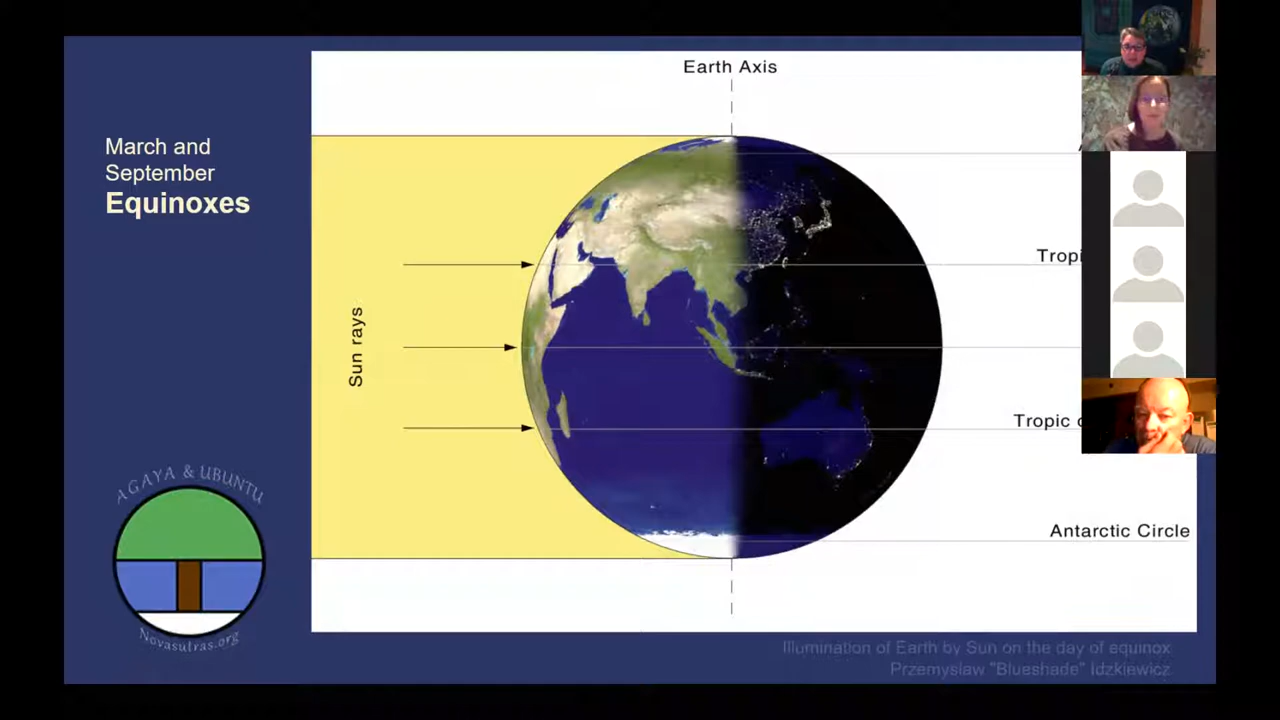 Earth Axis
March and
September
Equinoxes
Sun rays
Tropic
Antarctic Circle
AGAYA & UBUNTU
Novasutras.org
Illumination of Earth by Sun on the day of equinox
Przemyslaw "Blueshade" Idzkiewicz